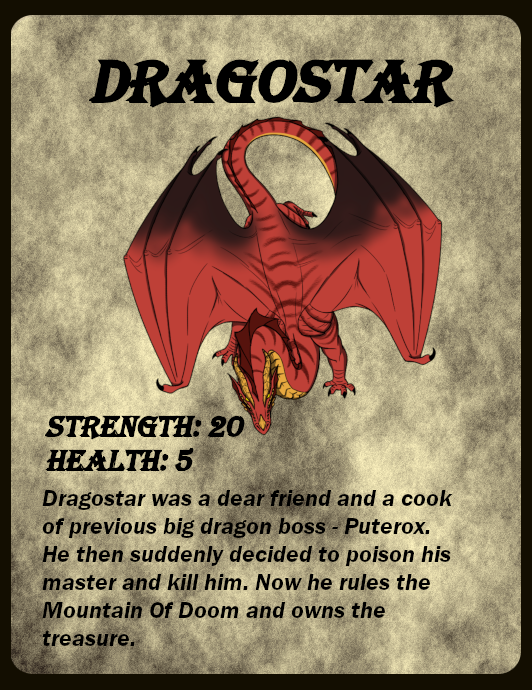 DRAGOSTAR
STRENGTH: 20
HEALTH: 5
Dragostar was a dear friend and a cook
of previous big dragon boss - Puterox.
He then suddenly decided to poison his
master and kill him. Now he rules the
Mountain Of Doom and owns the
treasure.